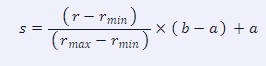 s = (r − r_min) / (r_max − r_min) × (b − a) + a